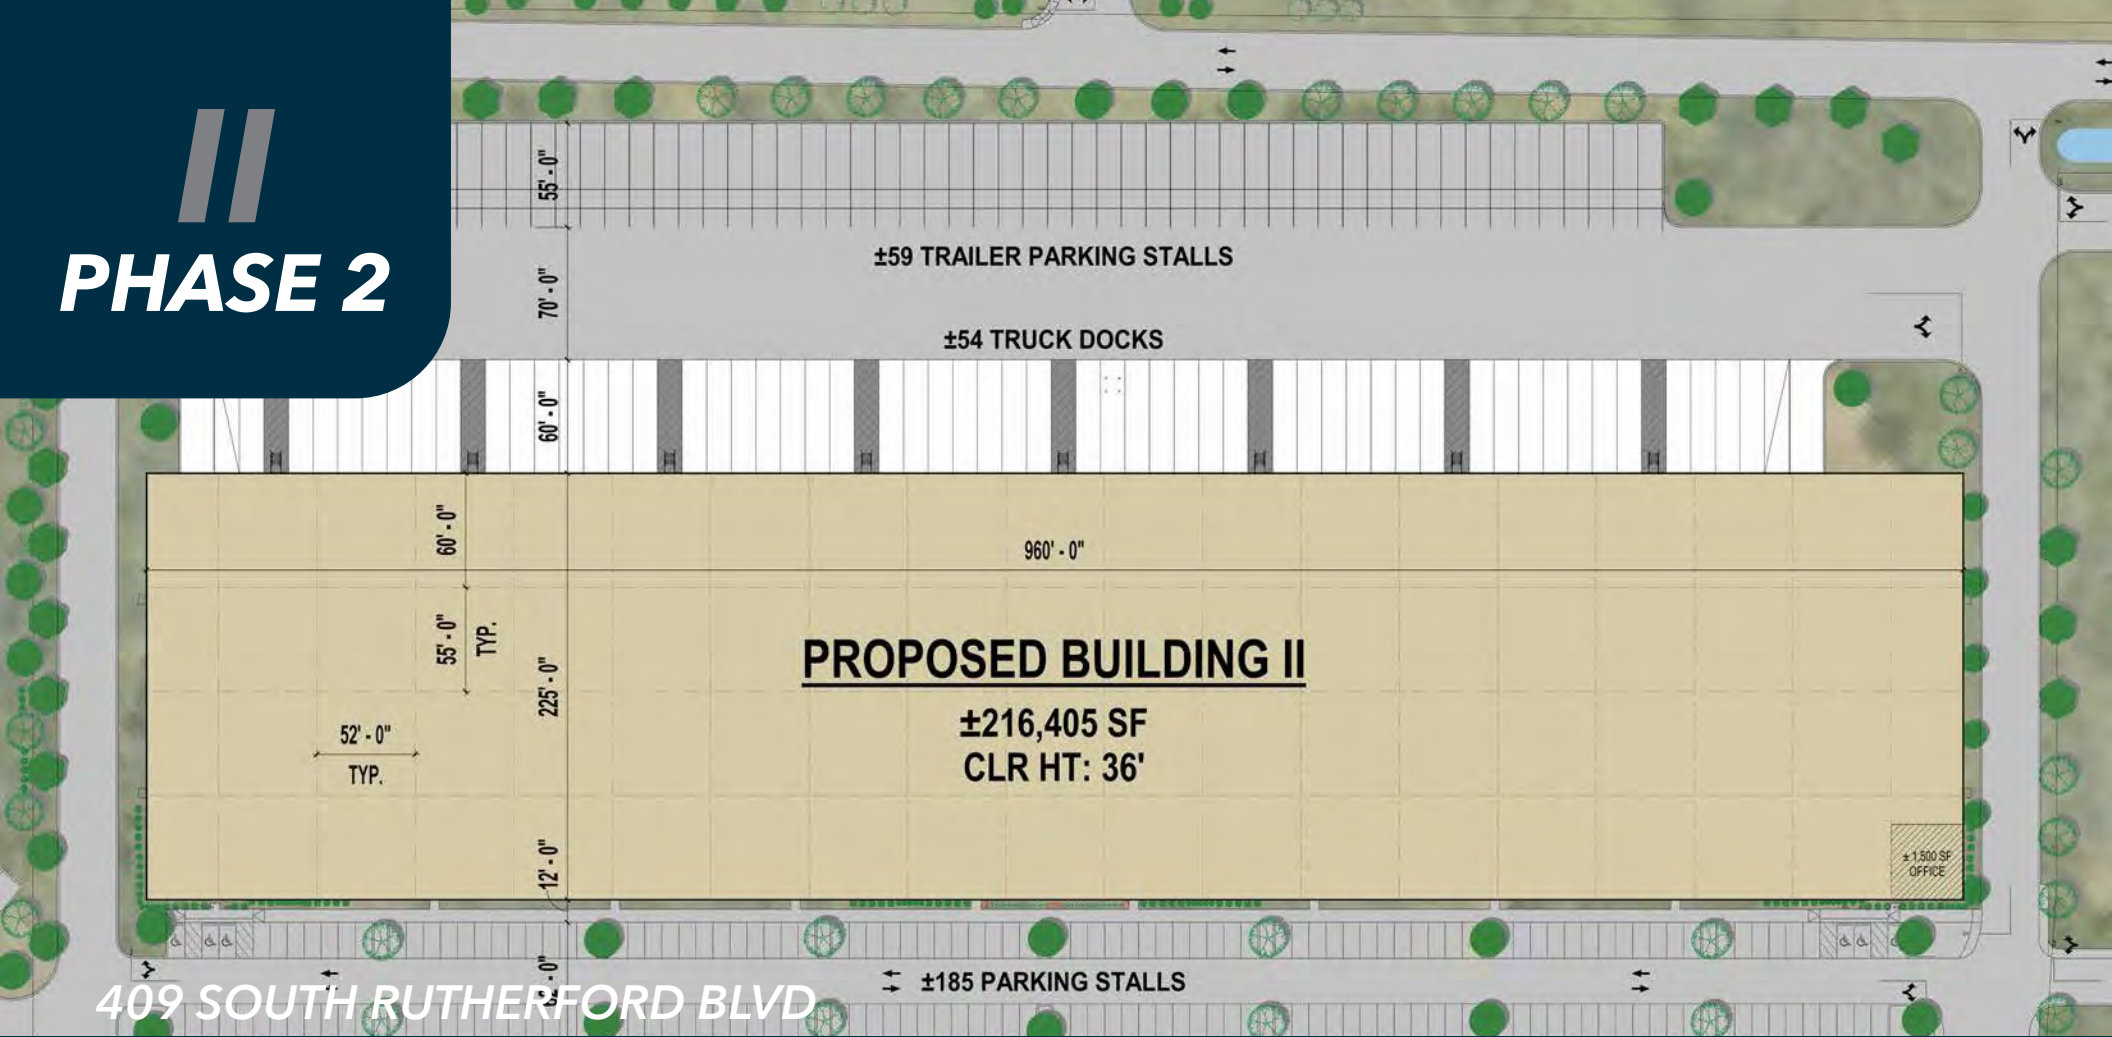 II
PHASE 2
55' - 0"
±59 TRAILER PARKING STALLS
70' - 0"
±54 TRUCK DOCKS
60' - 0"
60' - 0"
960' - 0"
55' - 0"
TYP.
225' - 0"
PROPOSED BUILDING II
±216,405 SF
CLR HT: 36'
52' - 0"
TYP.
12' - 0"
± 1,500 SF
OFFICE
±185 PARKING STALLS
409 SOUTH RUTHERFORD BLVD